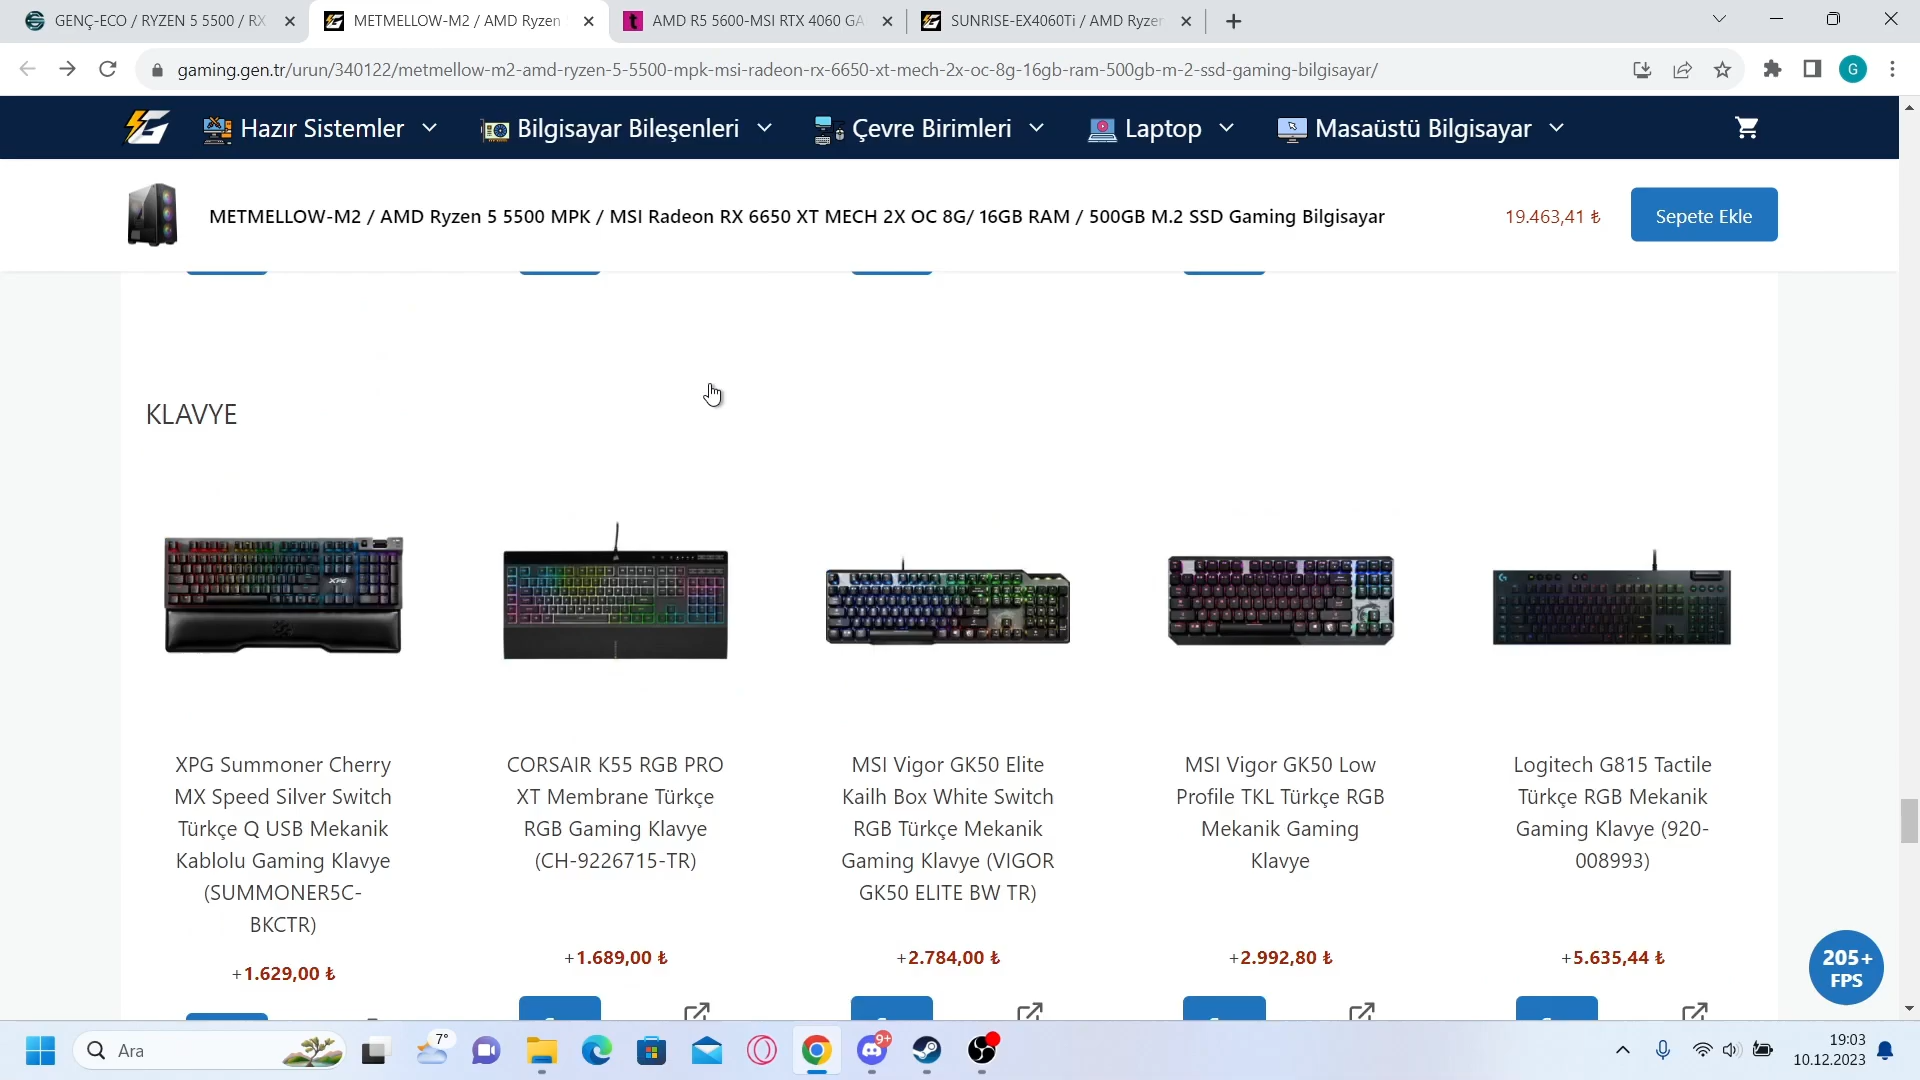 GENÇ-ECO / RYZEN 5 5500 / RX
METMELLOW-M2 / AMD Ryzen
AMD R5 5600-MSI RTX 4060 GA
SUNRISE-EX4060Ti / AMD Ryzen
gaming.gen.tr/urun/340122/metmellow-m2-amd-ryzen-5-5500-mpk-msi-radeon-rx-6650-xt-mech-2x-oc-8g-16gb-ram-500gb-m-2-ssd-gaming-bilgisayar/
G
Hazır Sistemler
Bilgisayar Bileşenleri
Çevre Birimleri
Laptop
Masaüstü Bilgisayar
METMELLOW-M2 / AMD Ryzen 5 5500 MPK / MSI Radeon RX 6650 XT MECH 2X OC 8G/ 16GB RAM / 500GB M.2 SSD Gaming Bilgisayar
19.463,41 ₺
Sepete Ekle
KLAVYE
XPG Summoner Cherry
MX Speed Silver Switch
Türkçe Q USB Mekanik
Kablolu Gaming Klavye
(SUMMONER5C-
BKCTR)
+1.629,00 ₺
CORSAIR K55 RGB PRO
XT Membrane Türkçe
RGB Gaming Klavye
(CH-9226715-TR)
+1.689,00 ₺
MSI Vigor GK50 Elite
Kailh Box White Switch
RGB Türkçe Mekanik
Gaming Klavye (VIGOR
GK50 ELITE BW TR)
+2.784,00 ₺
MSI Vigor GK50 Low
Profile TKL Türkçe RGB
Mekanik Gaming
Klavye
+2.992,80 ₺
Logitech G815 Tactile
Türkçe RGB Mekanik
Gaming Klavye (920-
008993)
+5.635,44 ₺
205+
FPS
Ara
7°
9+
19:03
10.12.2023